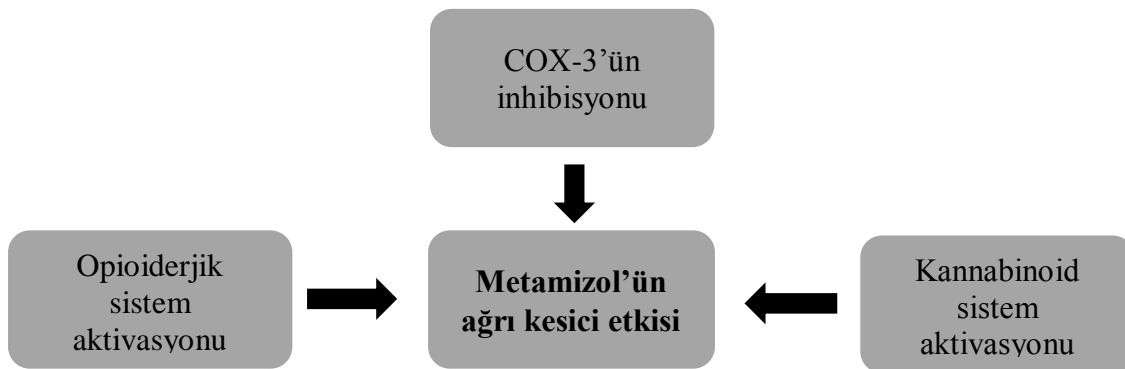 COX-3’ün
inhibisyonu
Opioiderjik
sistem
aktivasyonu
Metamizol’ün
ağrı kesici etkisi
Kannabinoid
sistem
aktivasyonu